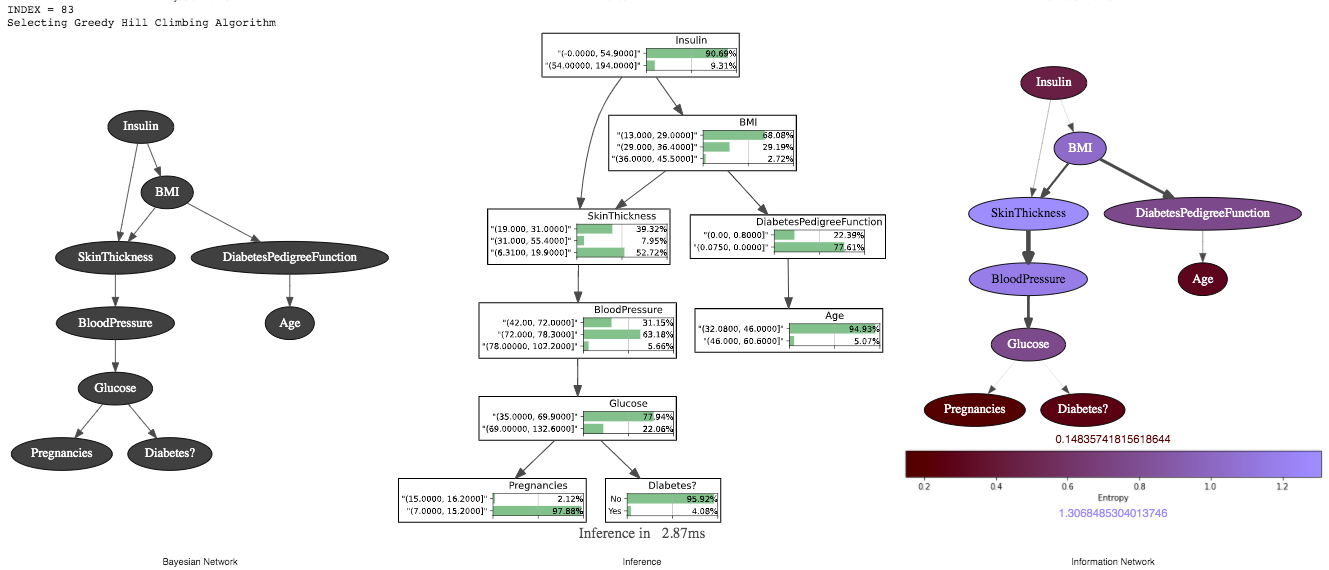 INDEX = 83
Selecting Greedy Hill Climbing Algorithm
Insulin
BMI
SkinThickness
DiabetesPedigreeFunction
BloodPressure
Age
Glucose
Pregnancies
Diabetes?
Bayesian Network
Insulin
"(-0.0000, 54.9000]" 90.69%
"(54.00000, 194.0000]" 9.31%
BMI
"(13.000, 29.0000]" 68.08%
"(29.000, 36.4000]" 29.19%
"(36.0000, 45.5000]" 2.72%
SkinThickness
"(19.000, 31.0000]" 39.32%
"(31.000, 55.4000]" 7.95%
"(6.3100, 19.9000]" 52.72%
DiabetesPedigreeFunction
"(0.00, 0.8000]" 22.39%
"(0.0750, 0.0000]" 77.61%
BloodPressure
"(42.00, 72.0000]" 31.15%
"(72.000, 78.3000]" 63.18%
"(78.00000, 102.2000]" 5.66%
Age
"(32.0800, 46.0000]" 94.93%
"(46.000, 60.6000]" 5.07%
Glucose
"(35.0000, 69.9000]" 77.94%
"(69.00000, 132.6000]" 22.06%
Pregnancies
"(15.0000, 16.2000]" 2.12%
"(7.0000, 15.2000]" 97.88%
Diabetes?
No 95.92%
Yes 4.08%
Inference in 2.87ms
Inference
Insulin
BMI
SkinThickness
DiabetesPedigreeFunction
BloodPressure
Age
Glucose
Pregnancies
Diabetes?
0.14835741815618644
0.2 0.4 0.6 0.8 1.0 1.2
Entropy
1.3068485304013746
Information Network